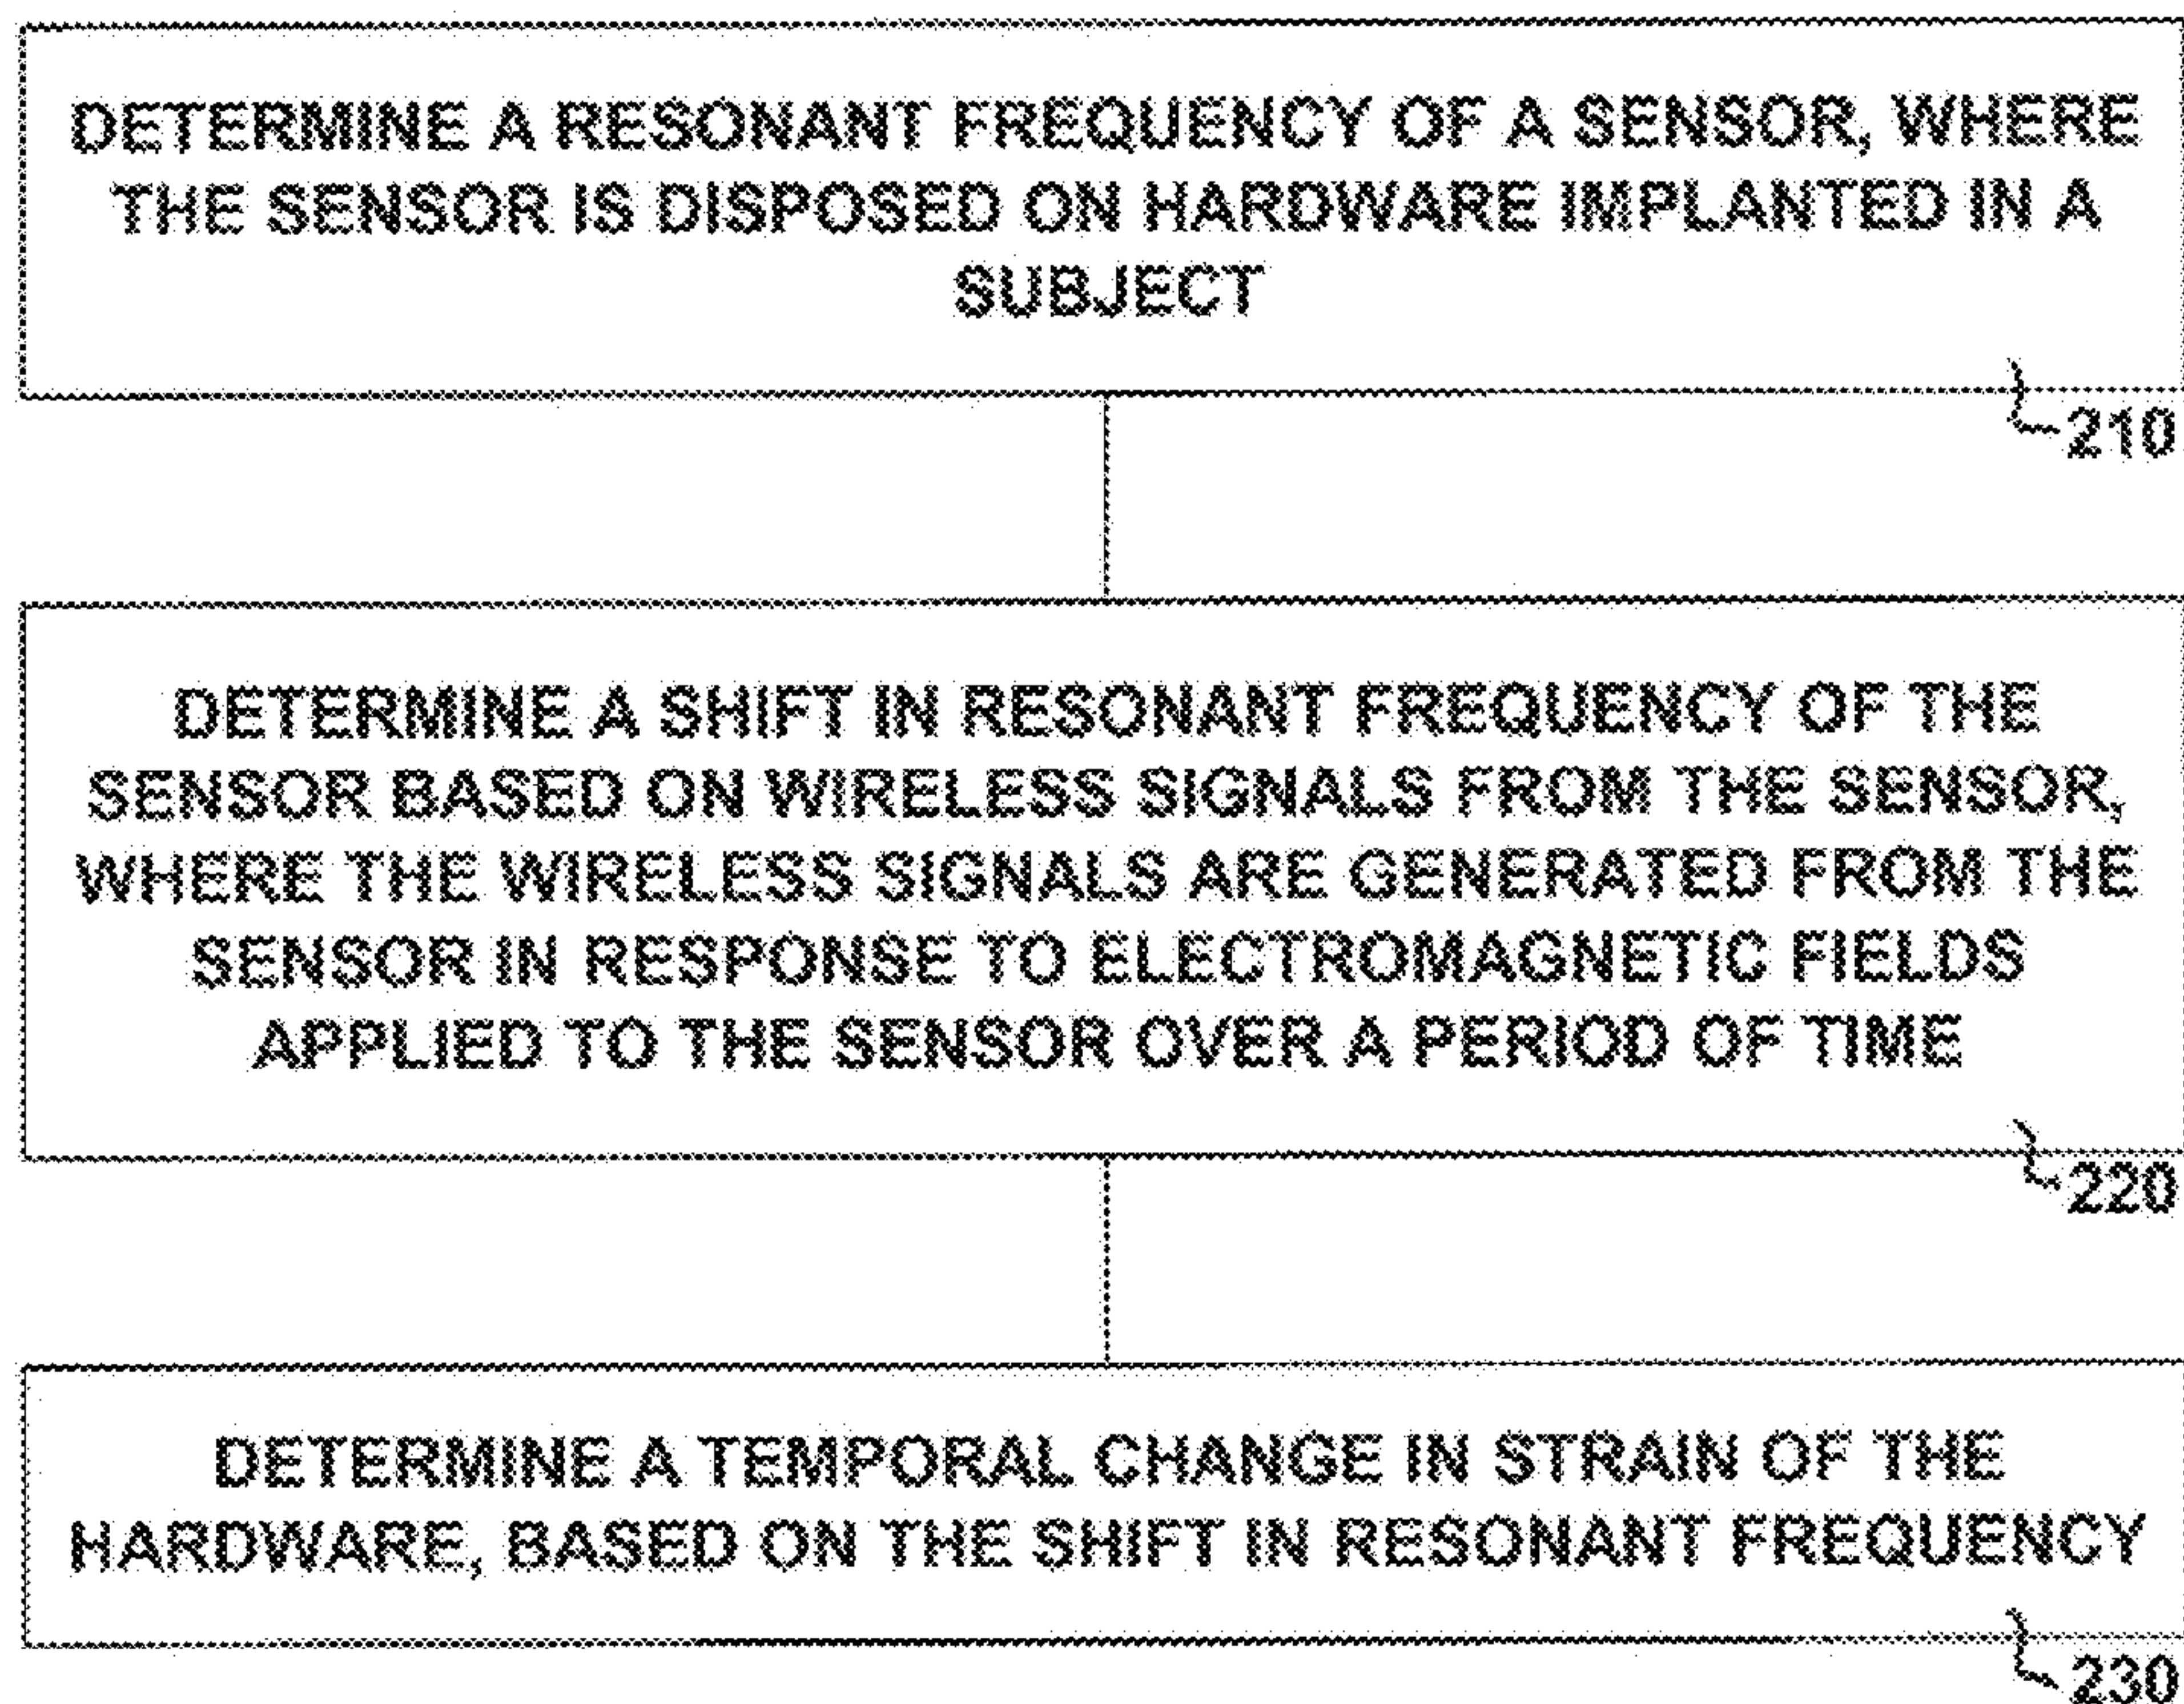 DETERMINE A RESONANT FREQUENCY OF A SENSOR, WHERE
THE SENSOR IS DISPOSED ON HARDWARE IMPLANTED IN A
SUBJECT
210
DETERMINE A SHIFT IN RESONANT FREQUENCY OF THE
SENSOR BASED ON WIRELESS SIGNALS FROM THE SENSOR,
WHERE THE WIRELESS SIGNALS ARE GENERATED FROM THE
SENSOR IN RESPONSE TO ELECTROMAGNETIC FIELDS
APPLIED TO THE SENSOR OVER A PERIOD OF TIME
220
DETERMINE A TEMPORAL CHANGE IN STRAIN OF THE
HARDWARE, BASED ON THE SHIFT IN RESONANT FREQUENCY
230